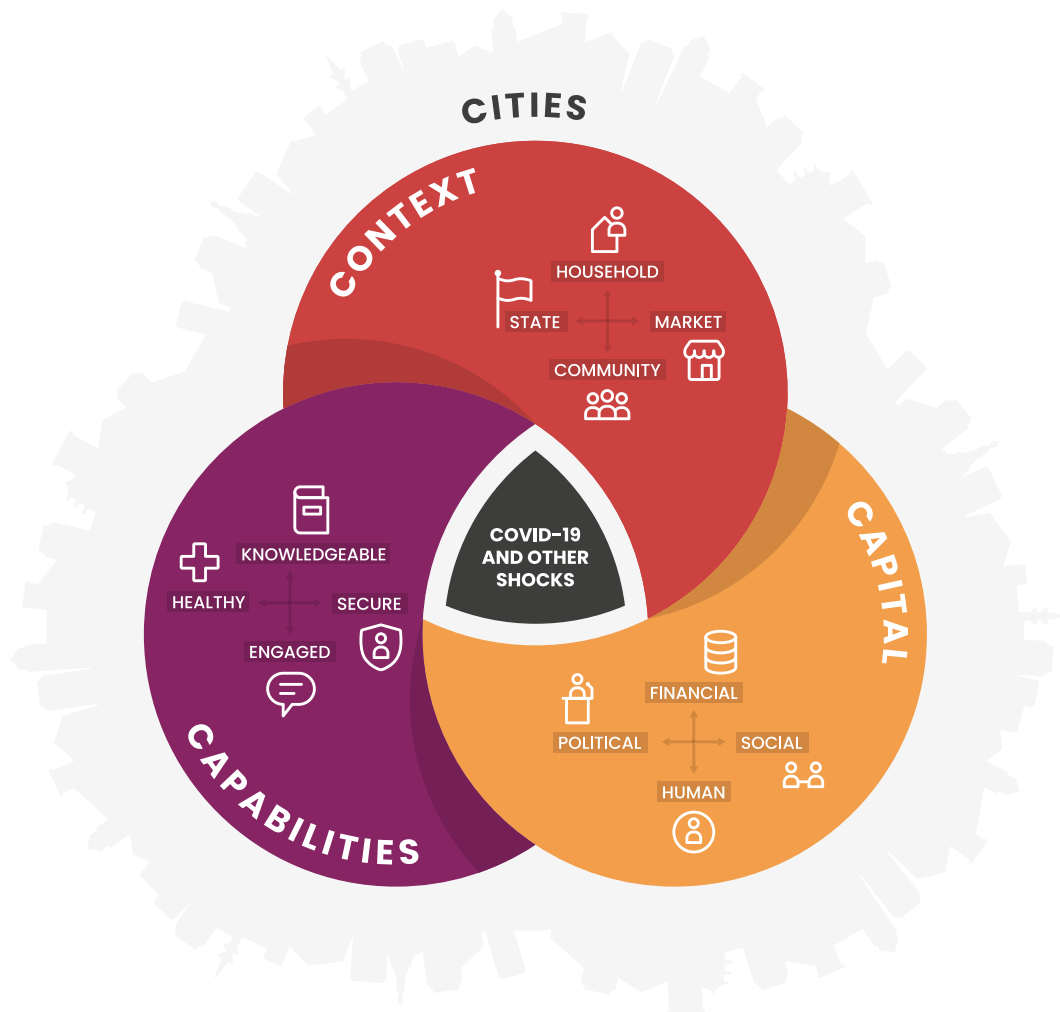 CITIES
CONTEXT
HOUSEHOLD
STATE
MARKET
COMMUNITY
COVID-19
AND OTHER
SHOCKS
KNOWLEDGEABLE
HEALTHY
SECURE
ENGAGED
CAPABILITIES
CAPITAL
FINANCIAL
POLITICAL
SOCIAL
HUMAN